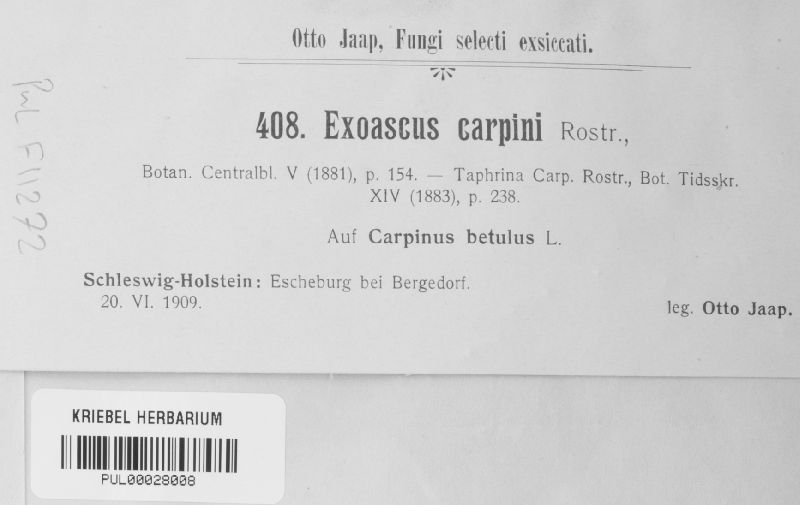 Otto Jaap, Fungi selecti exsiccati.
408. Exoascus carpini Rostr.,
Botan. Centralbl. V (1881), p. 154. — Taphrina Carp. Rostr., Bot. Tidsskr.
XIV (1883), p. 238.
Auf Carpinus betulus L.
Schleswig-Holstein: Escheburg bei Bergedorf.
20. VI. 1909.
leg. Otto Jaap.
PUL F11272
KRIEBEL HERBARIUM
PUL00028008